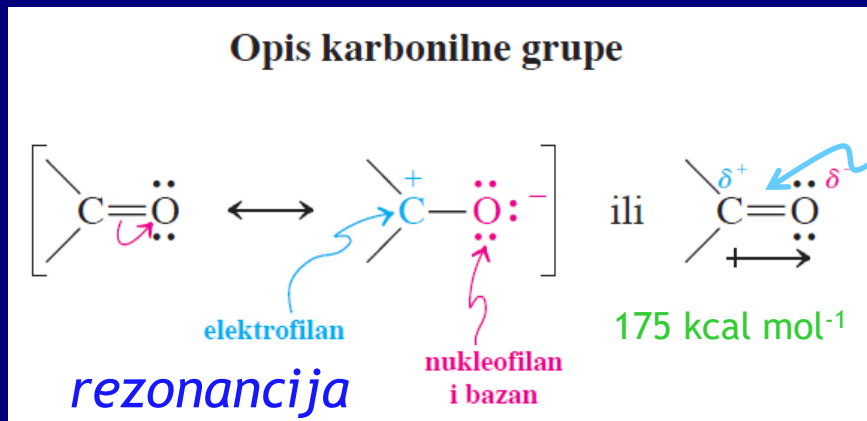 Opis karbonilne grupe
C=O ⟷ C⁺—O:⁻ ili δ⁺ C=O δ⁻
elektrofilan
nukleofilan
i bazan
175 kcal mol⁻¹
rezonancija